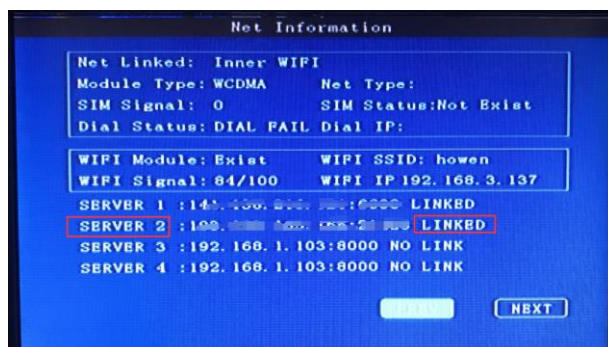 Net Information
Net Linked: Inner WIFI
Module Type: WCDMA Net Type:
SIM Signal: 0 SIM Status:Not Exist
Dial Status: DIAL FAIL Dial IP:
WIFI Module: Exist WIFI SSID: howen
WIFI Signal: 84/100 WIFI IP 192. 168. 3. 137
SERVER 1 : LINKED
SERVER 2 : LINKED
SERVER 3 :192. 168. 1. 103:8000 NO LINK
SERVER 4 :192. 168. 1. 103:8000 NO LINK
NEXT